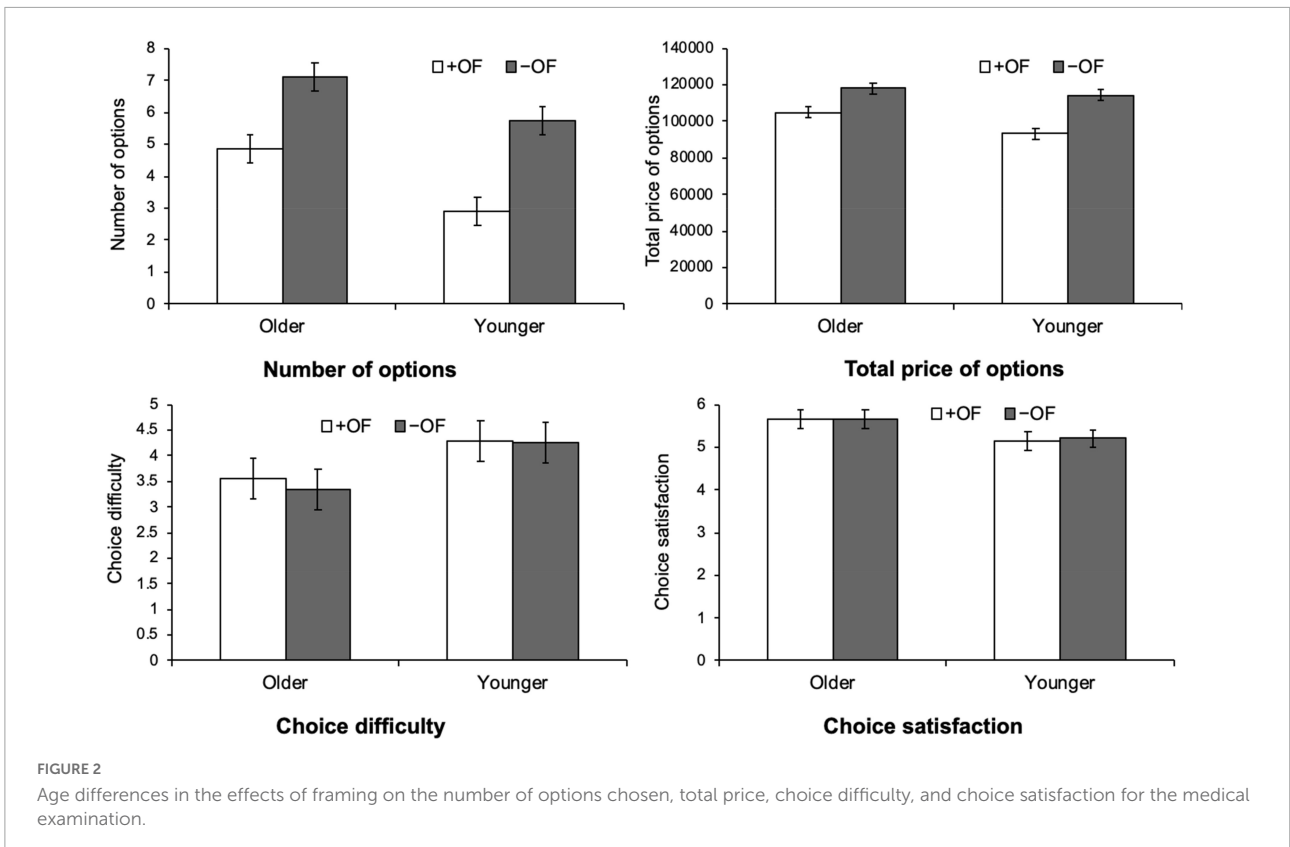 Number of options
8
7
6
5
4
3
2
1
0
+OF −OF
Older Younger
Number of options
Total price of options
140000
120000
100000
80000
60000
40000
20000
0
+OF −OF
Older Younger
Total price of options
Choice difficulty
5
4.5
4
3.5
3
2.5
2
1.5
1
0.5
0
+OF −OF
Older Younger
Choice difficulty
Choice satisfaction
6
5
4
3
2
1
0
+OF −OF
Older Younger
Choice satisfaction
FIGURE 2
Age differences in the effects of framing on the number of options chosen, total price, choice difficulty, and choice satisfaction for the medical
examination.